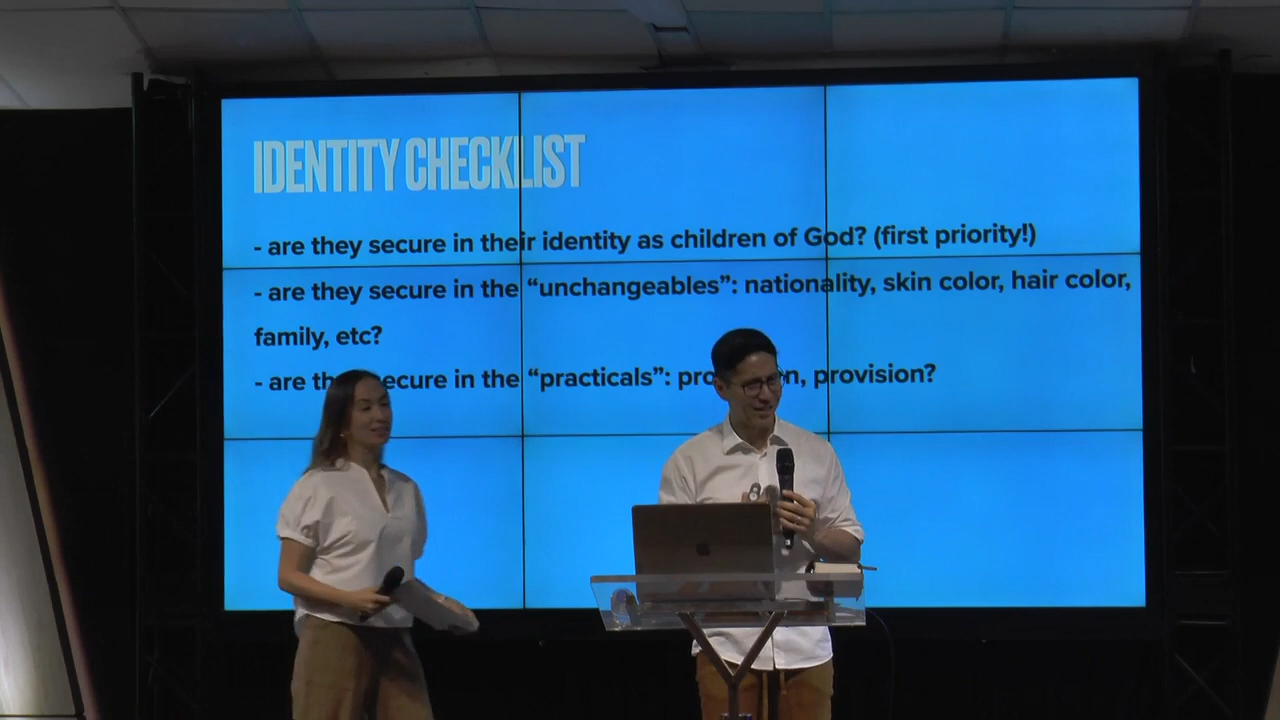 IDENTITY CHECKLIST
- are they secure in their identity as children of God? (first priority!)
- are they secure in the “unchangeables”: nationality, skin color, hair color,
family, etc?
- are secure in the “practicals”: provision?